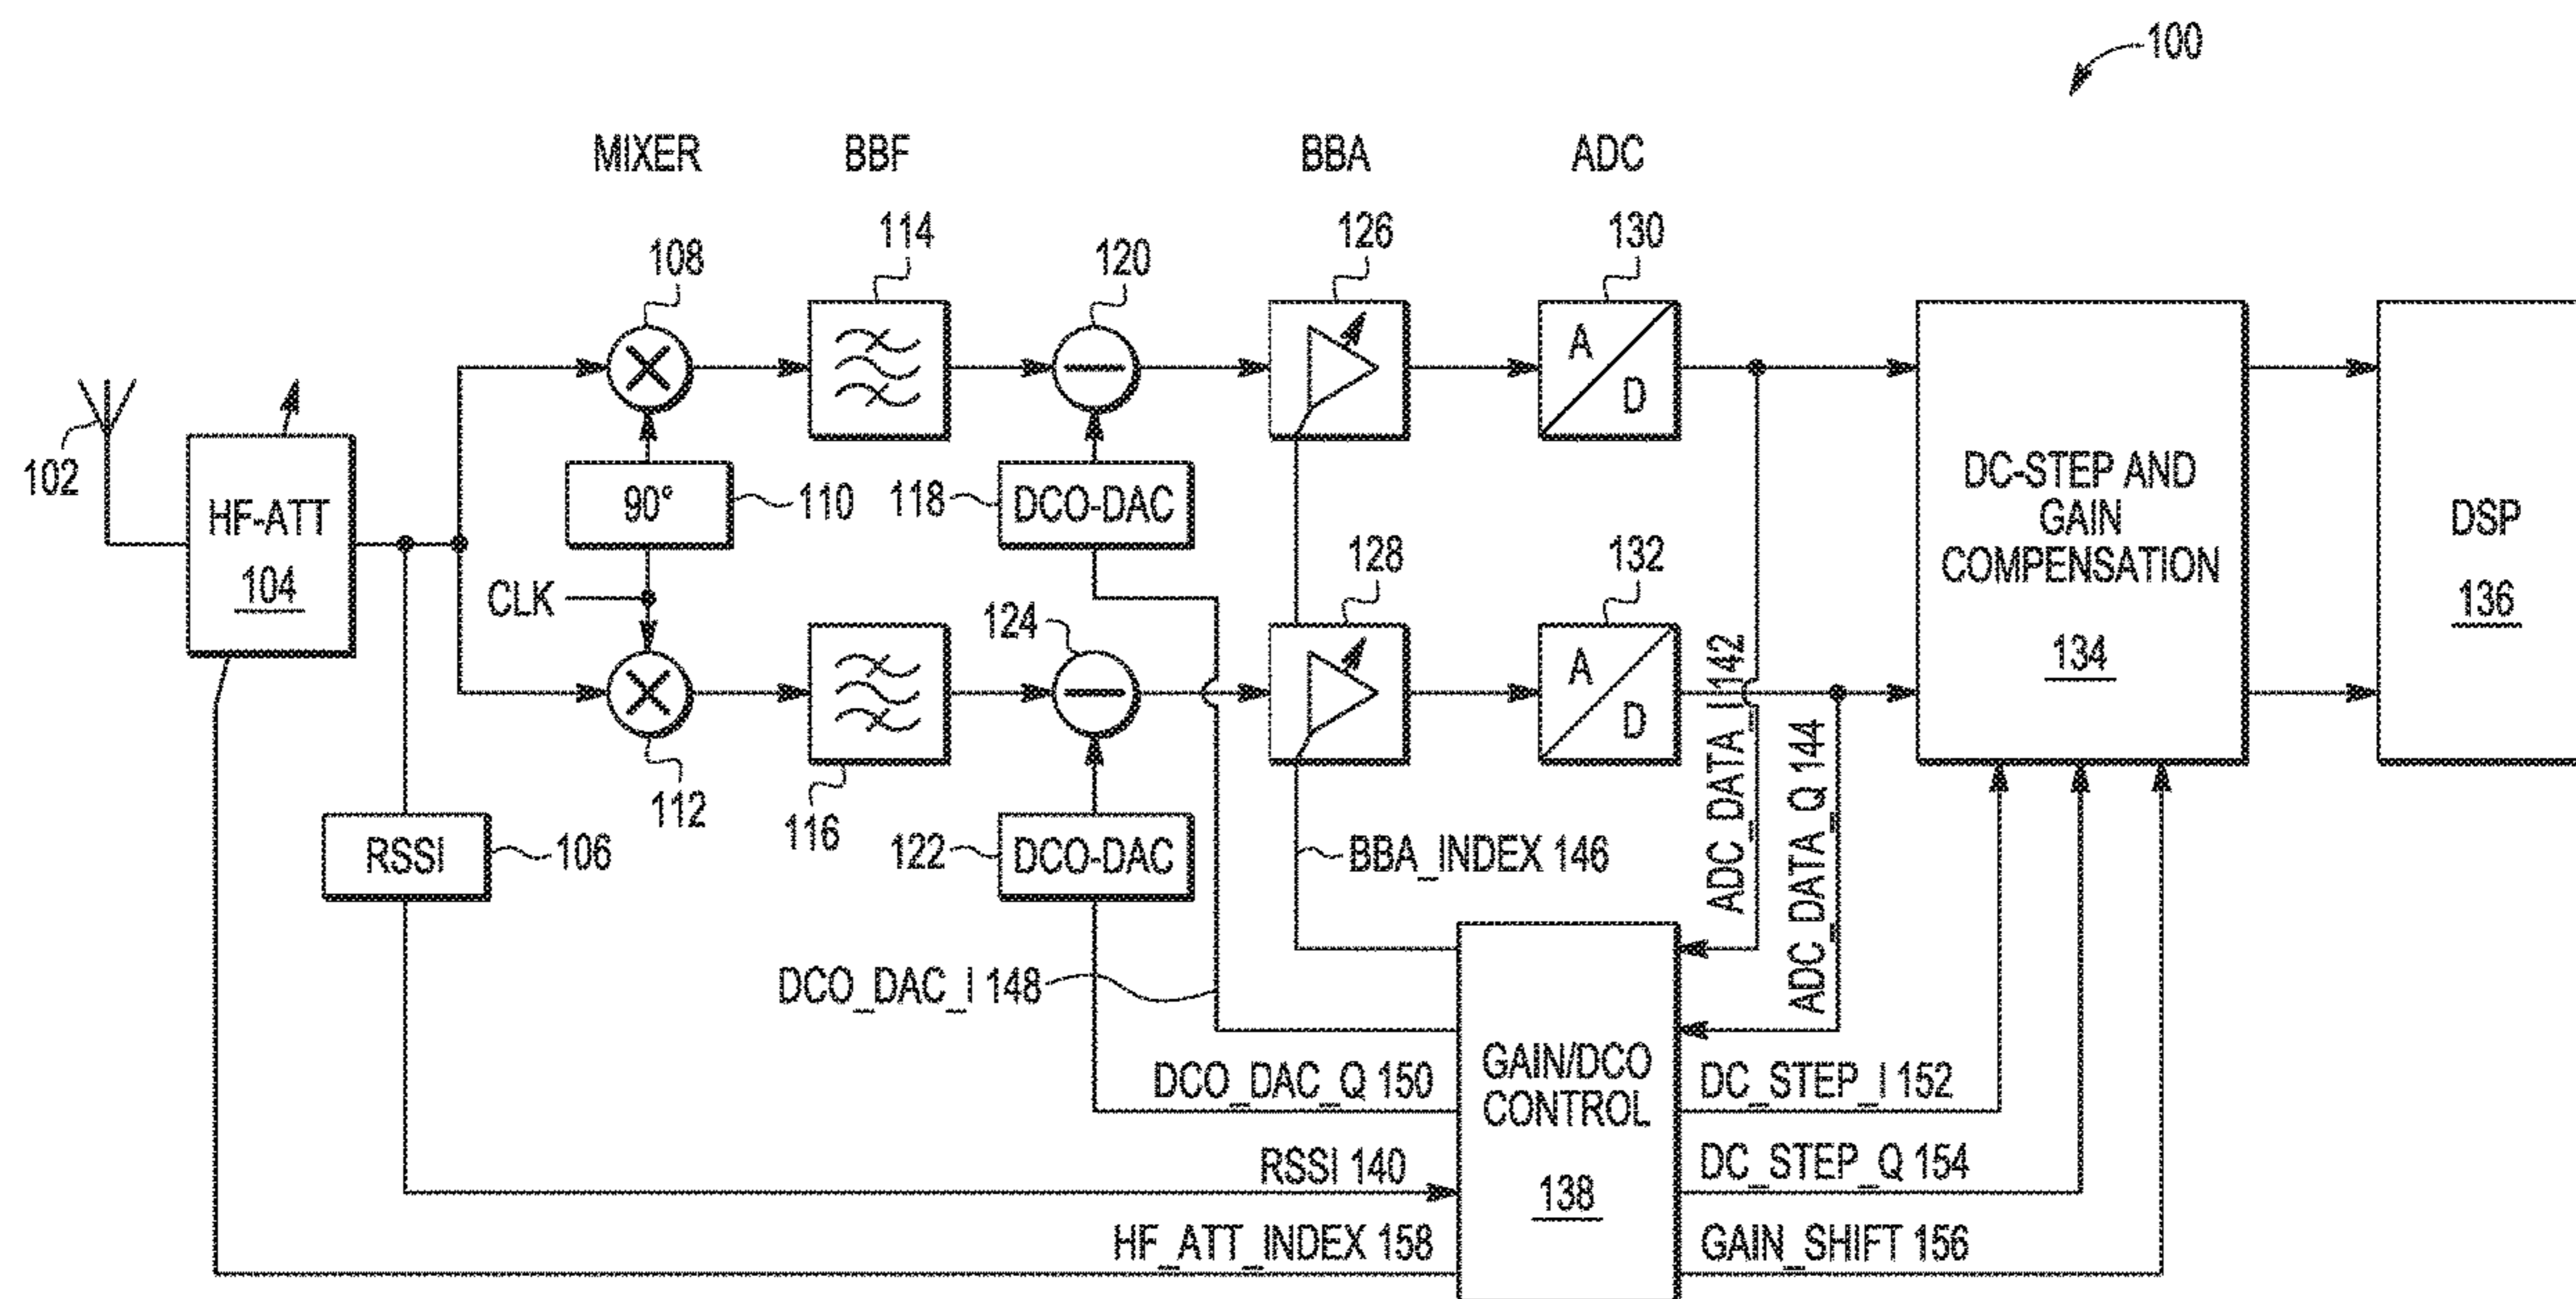 100
MIXER
BBF
BBA
ADC
108
114
120
126
130
102
HF-ATT
104
90°
110
118
DCO-DAC
CLK
124
128
132
A
D
A
D
DC-STEP AND
GAIN
COMPENSATION
134
DSP
136
112
116
RSSI
106
122
DCO-DAC
BBA_INDEX 146
ADC_DATA_I 142
ADC_DATA_Q 144
DCO_DAC_I 148
DCO_DAC_Q 150
RSSI 140
HF_ATT_INDEX 158
GAIN/DCO
CONTROL
138
DC_STEP_I 152
DC_STEP_Q 154
GAIN_SHIFT 156